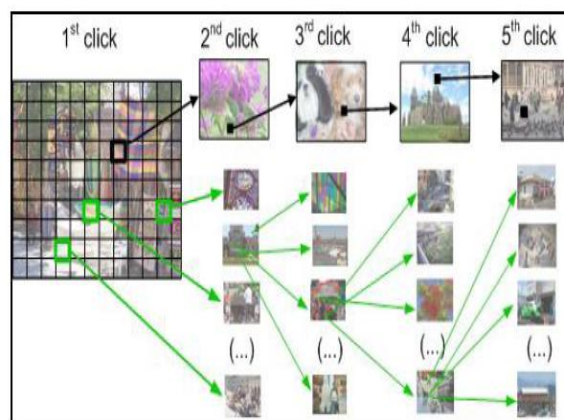 1st click
2nd click
3rd click
4th click
5th click
(...)
(...)
(...)
(...)